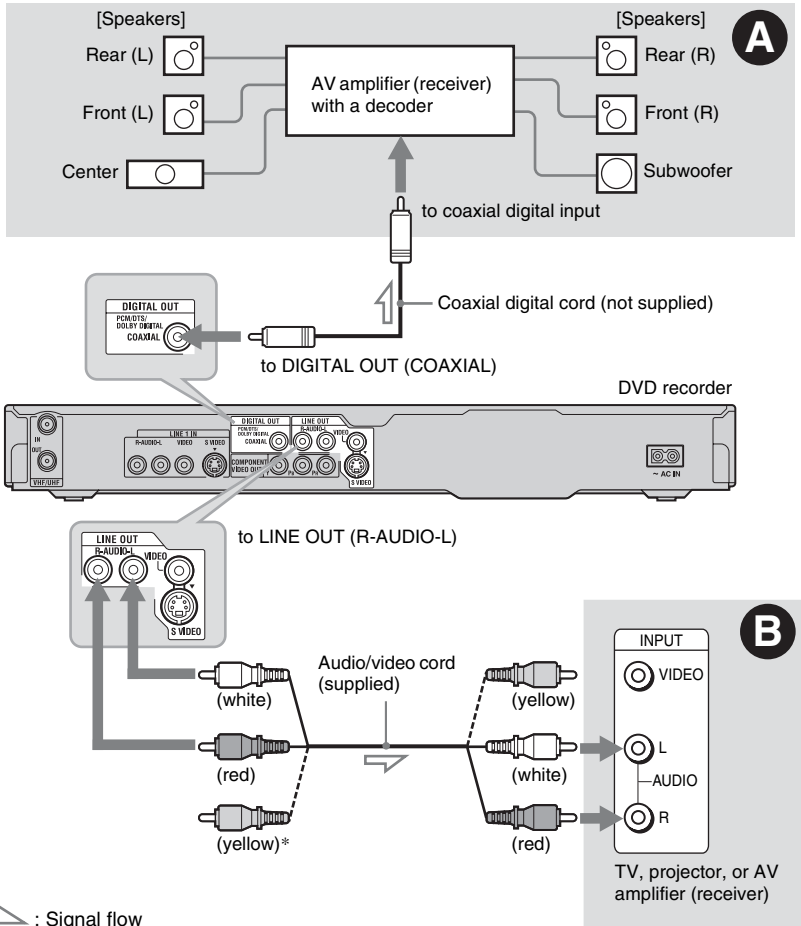 [Speakers]
[Speakers]
A
Rear (L)
AV amplifier (receiver)
with a decoder
Rear (R)
Front (L)
Front (R)
Center
Subwoofer
to coaxial digital input
DIGITAL OUT
PCM/DTS/
DOLBY DIGITAL
COAXIAL
Coaxial digital cord (not supplied)
to DIGITAL OUT (COAXIAL)
DVD recorder
IN
OUT
VHF/UHF
LINE 1 IN
R-AUDIO-L VIDEO S VIDEO
DIGITAL OUT
PCM/DTS/
DOLBY DIGITAL
COAXIAL
COMPONENT
VIDEO OUT
Y
LINE OUT
R-AUDIO-L
VIDEO
S VIDEO
~ AC IN
to LINE OUT (R-AUDIO-L)
LINE OUT
R-AUDIO-L
VIDEO
S VIDEO
B
INPUT
VIDEO
L
AUDIO
R
TV, projector, or AV
amplifier (receiver)
Audio/video cord
(supplied)
(white)
(yellow)
(red)
(white)
(yellow)*
(red)
: Signal flow